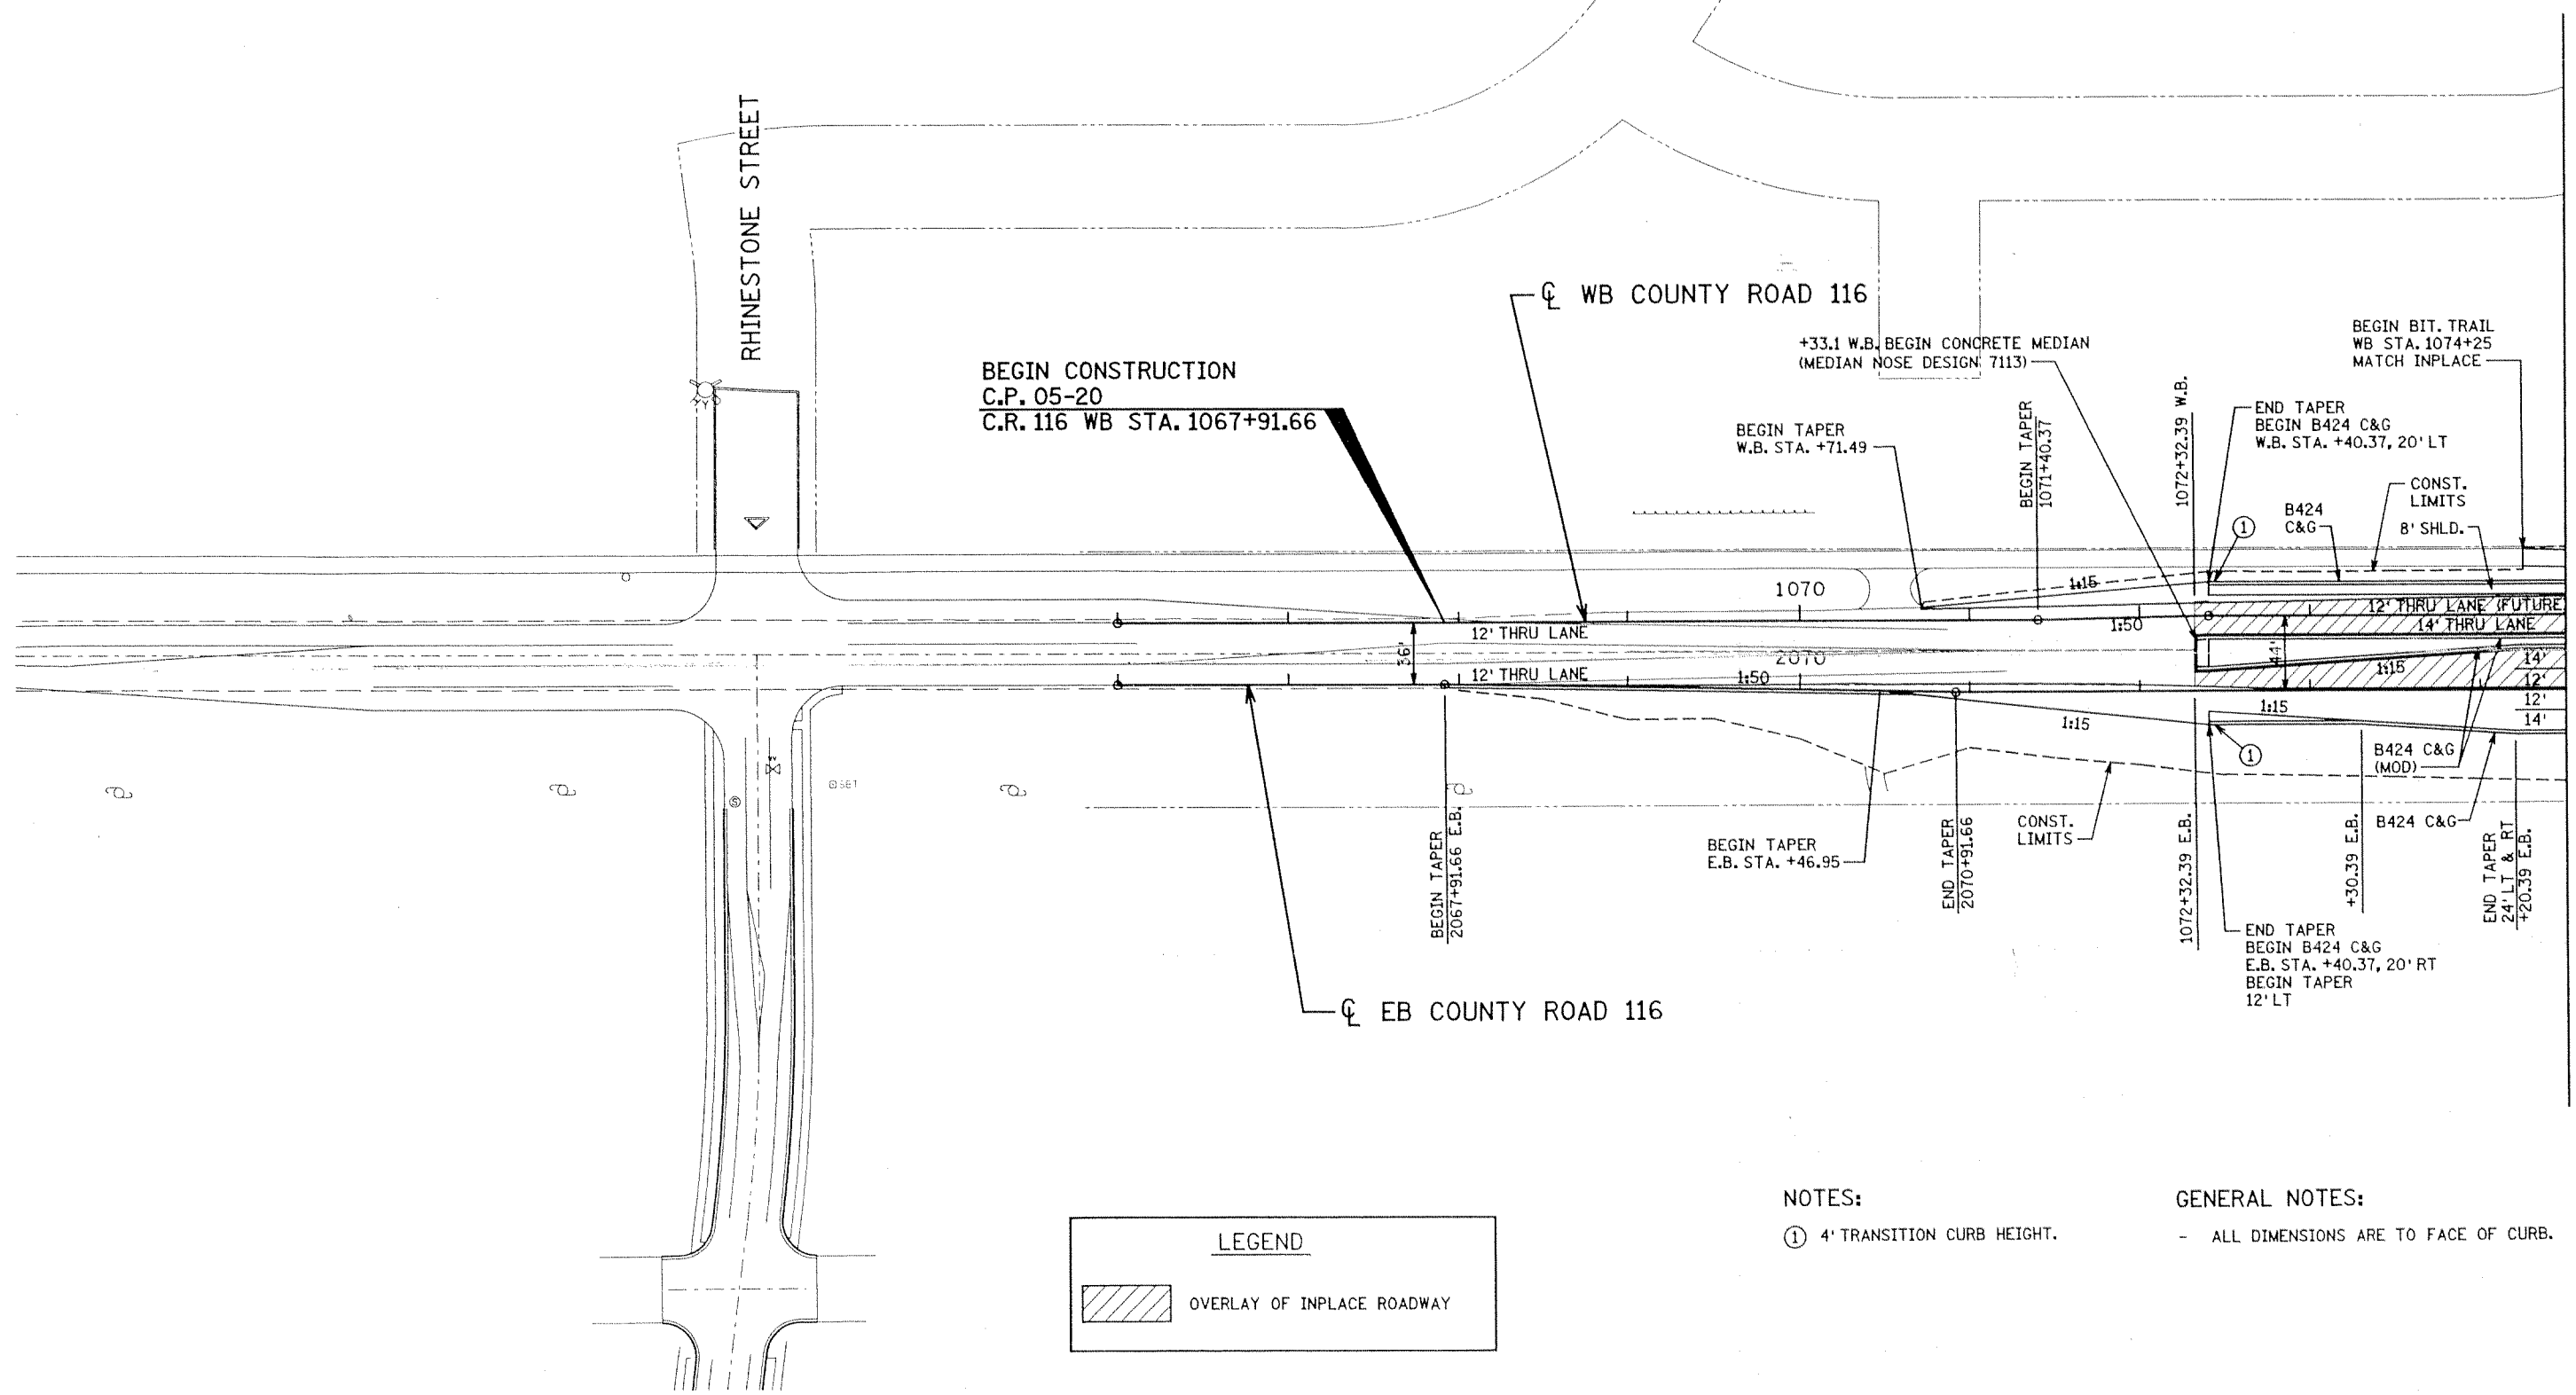 RHINESTONE STREET
℄ WB COUNTY ROAD 116
BEGIN CONSTRUCTION
C.P. 05-20
C.R. 116 WB STA. 1067+91.66
+33.1 W.B. BEGIN CONCRETE MEDIAN
(MEDIAN NOSE DESIGN 7113)
BEGIN BIT. TRAIL
WB STA. 1074+25
MATCH INPLACE
BEGIN TAPER
W.B. STA. +71.49
BEGIN TAPER
1071+40.37
1072+32.39 W.B.
END TAPER
BEGIN B424 C&G
W.B. STA. +40.37, 20' LT
CONST.
LIMITS
B424
C&G
8' SHLD.
1
1070
1:15
12' THRU LANE (FUTURE)
14' THRU LANE
1:50
12' THRU LANE
36'
2070
44'
12' THRU LANE
1:50
1:15
14'
12'
12'
14'
1:15
1:15
1
B424 C&G
(MOD)
B424 C&G
SBT
S
BEGIN TAPER
2067+91.66 E.B.
BEGIN TAPER
E.B. STA. +46.95
END TAPER
2070+91.66
CONST.
LIMITS
1072+32.39 E.B.
+30.39 E.B.
END TAPER
24' LT & RT
+20.39 E.B.
END TAPER
BEGIN B424 C&G
E.B. STA. +40.37, 20' RT
BEGIN TAPER
12' LT
℄ EB COUNTY ROAD 116
LEGEND
OVERLAY OF INPLACE ROADWAY
NOTES:
1 4' TRANSITION CURB HEIGHT.
GENERAL NOTES:
- ALL DIMENSIONS ARE TO FACE OF CURB.